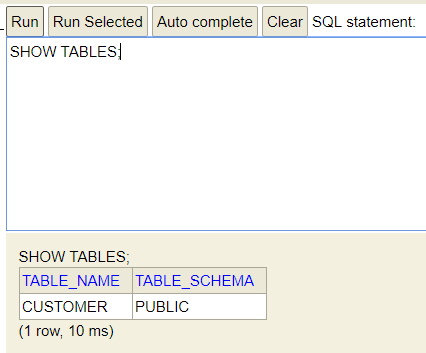 Run Run Selected Auto complete Clear SQL statement:
SHOW TABLES;
SHOW TABLES;
TABLE_NAME TABLE_SCHEMA
CUSTOMER PUBLIC
(1 row, 10 ms)